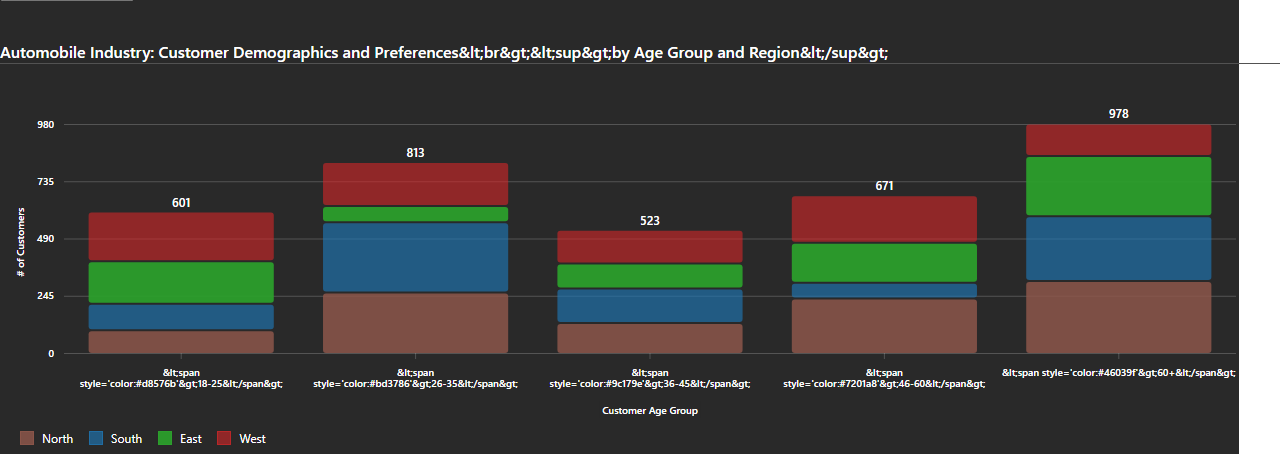 Automobile Industry: Customer Demographics and Preferences&lt;br&gt;&lt;sup&gt;by Age Group and Region&lt;/sup&gt;
980
735
490
245
0
# of Customers
601
813
523
671
978
&lt;span
style='color:#d8576b'&gt;18-25&lt;/span&gt;
&lt;span
style='color:#bd3786'&gt;26-35&lt;/span&gt;
&lt;span
style='color:#9c179e'&gt;36-45&lt;/span&gt;
&lt;span
style='color:#7201a8'&gt;46-60&lt;/span&gt;
&lt;span style='color:#46039f'&gt;60+&lt;/span&gt;
Customer Age Group
North
South
East
West